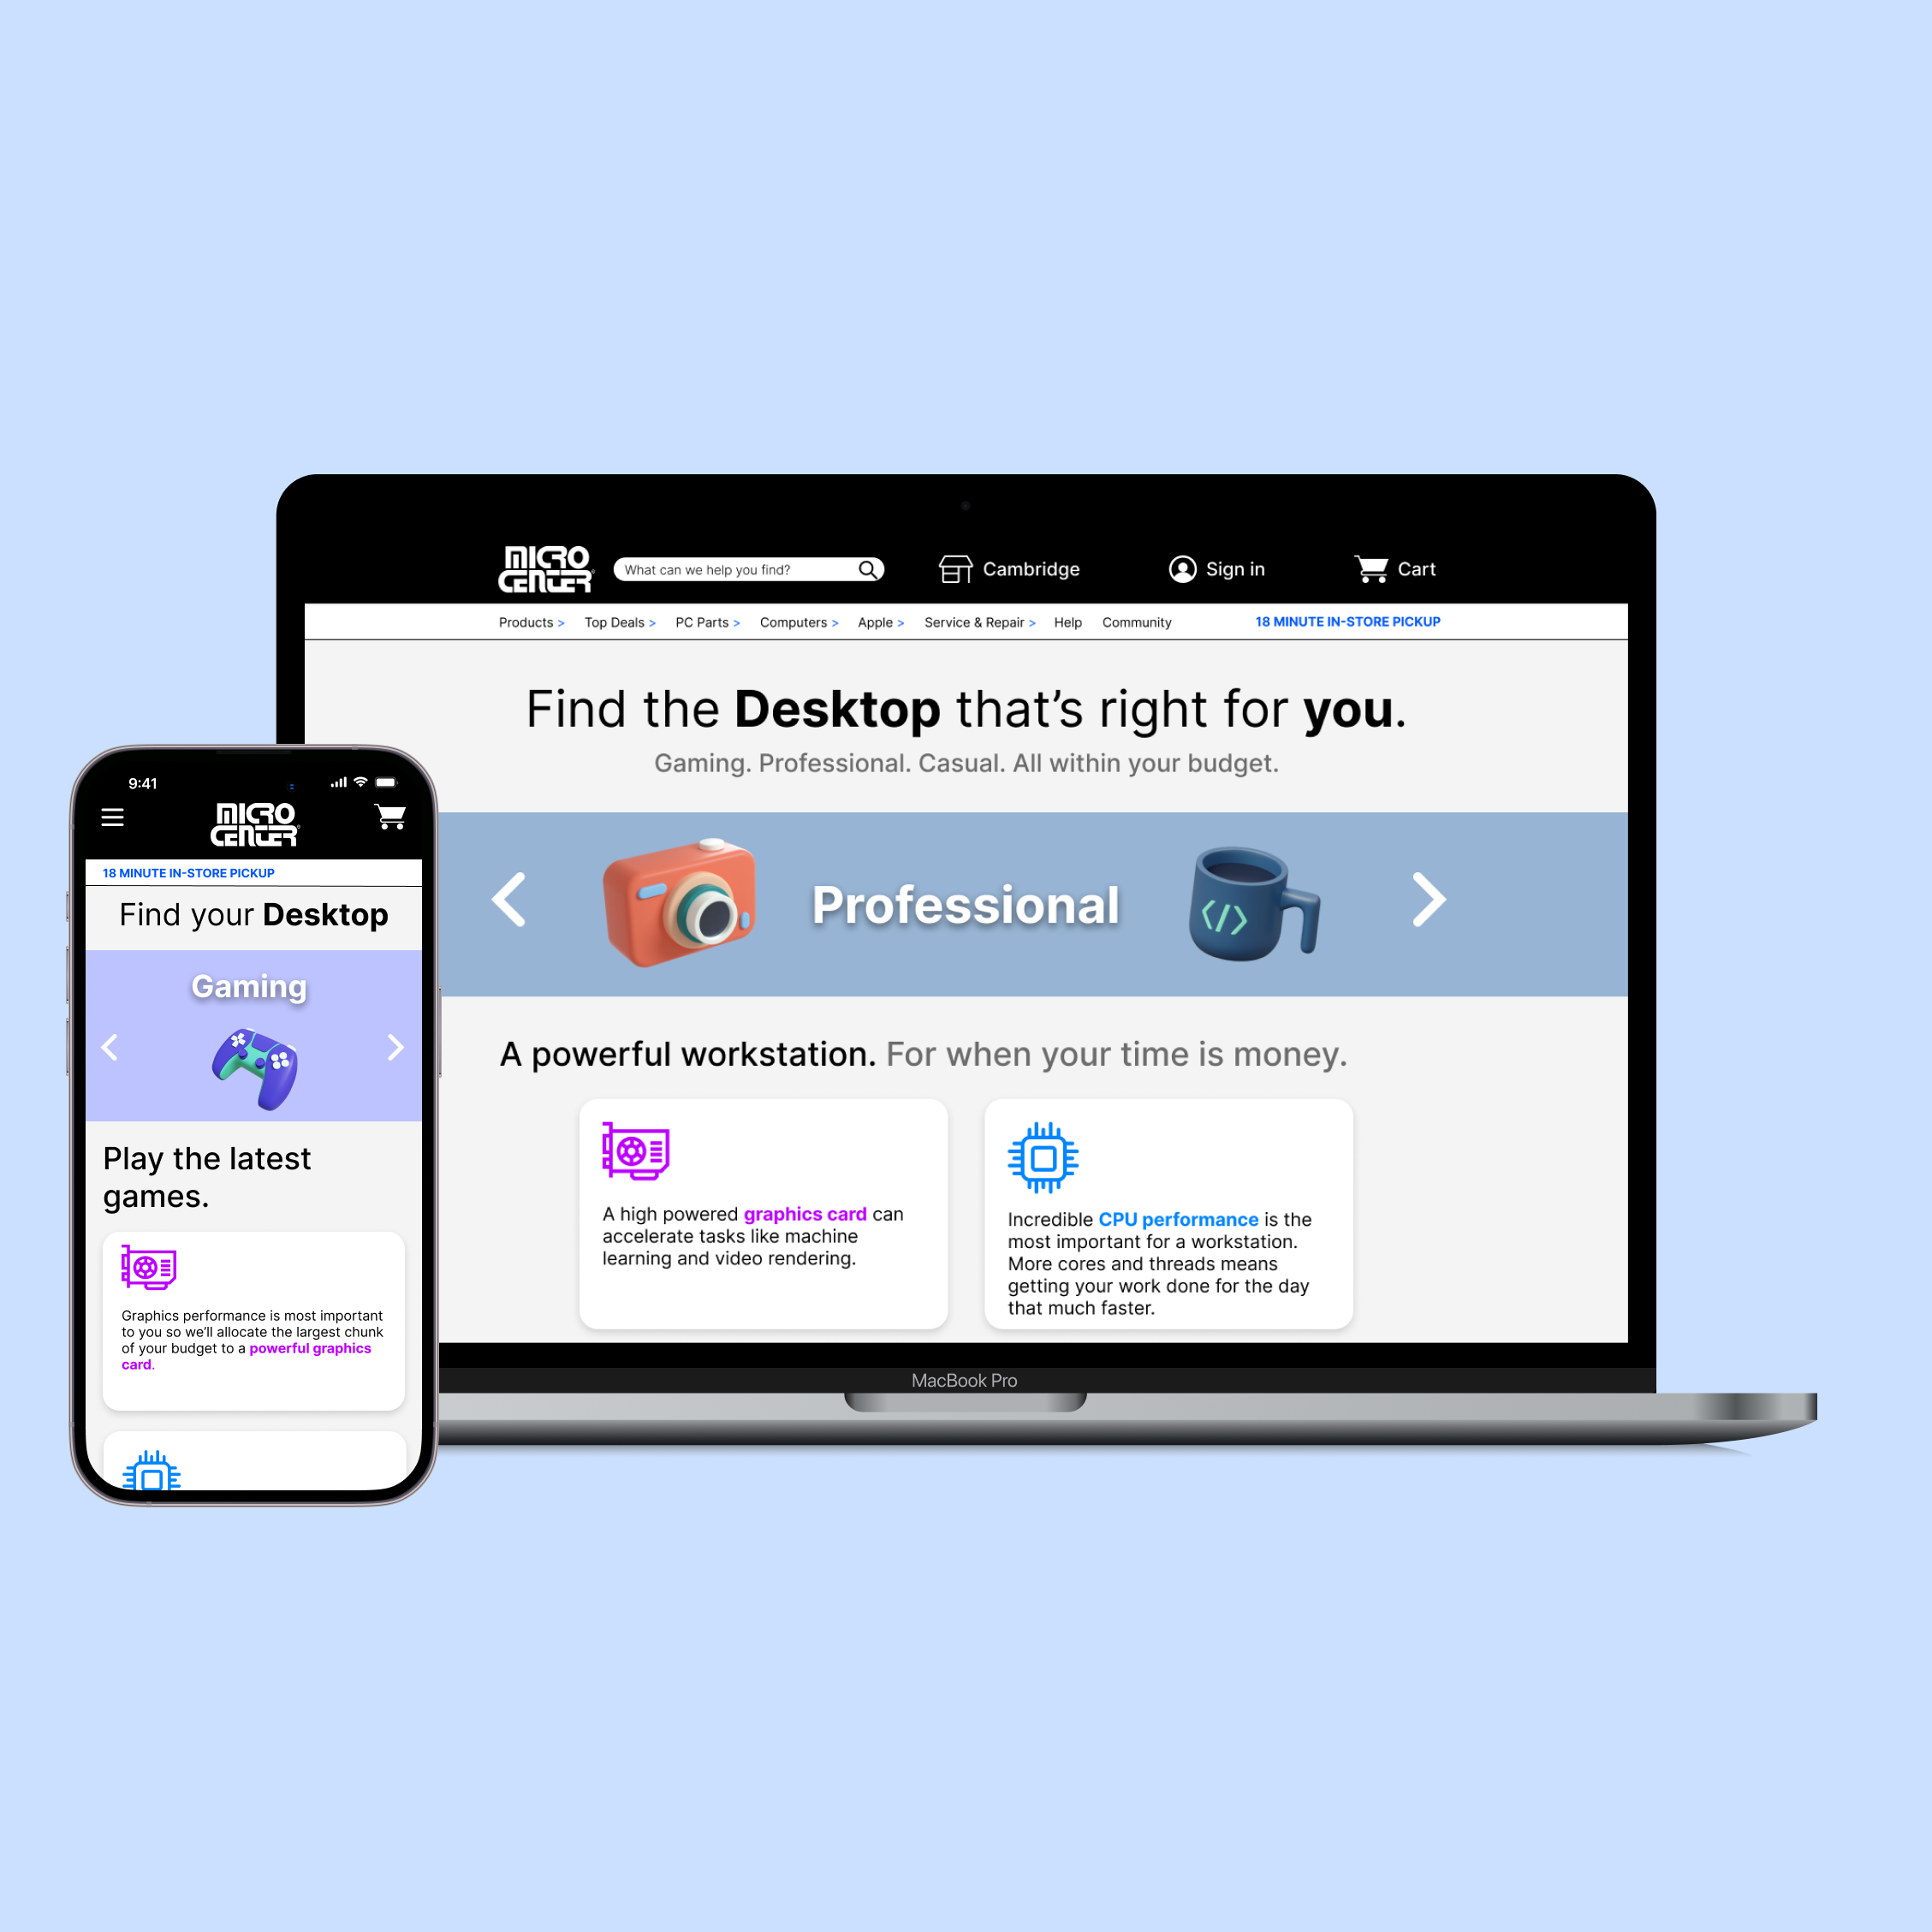 MICRO
CENTER
What can we help you find?
Cambridge
Sign in
Cart
Products >
Top Deals >
PC Parts >
Computers >
Apple >
Service & Repair >
Help
Community
18 MINUTE IN-STORE PICKUP
Find the Desktop that’s right for you.
Gaming. Professional. Casual. All within your budget.
Professional
</>
A powerful workstation. For when your time is money.
A high powered graphics card can
accelerate tasks like machine
learning and video rendering.
Incredible CPU performance is the
most important for a workstation.
More cores and threads means
getting your work done for the day
that much faster.
MacBook Pro
9:41
MICRO
CENTER
18 MINUTE IN-STORE PICKUP
Find your Desktop
Gaming
Play the latest
games.
Graphics performance is most important
to you so we’ll allocate the largest chunk
of your budget to a powerful graphics
card.